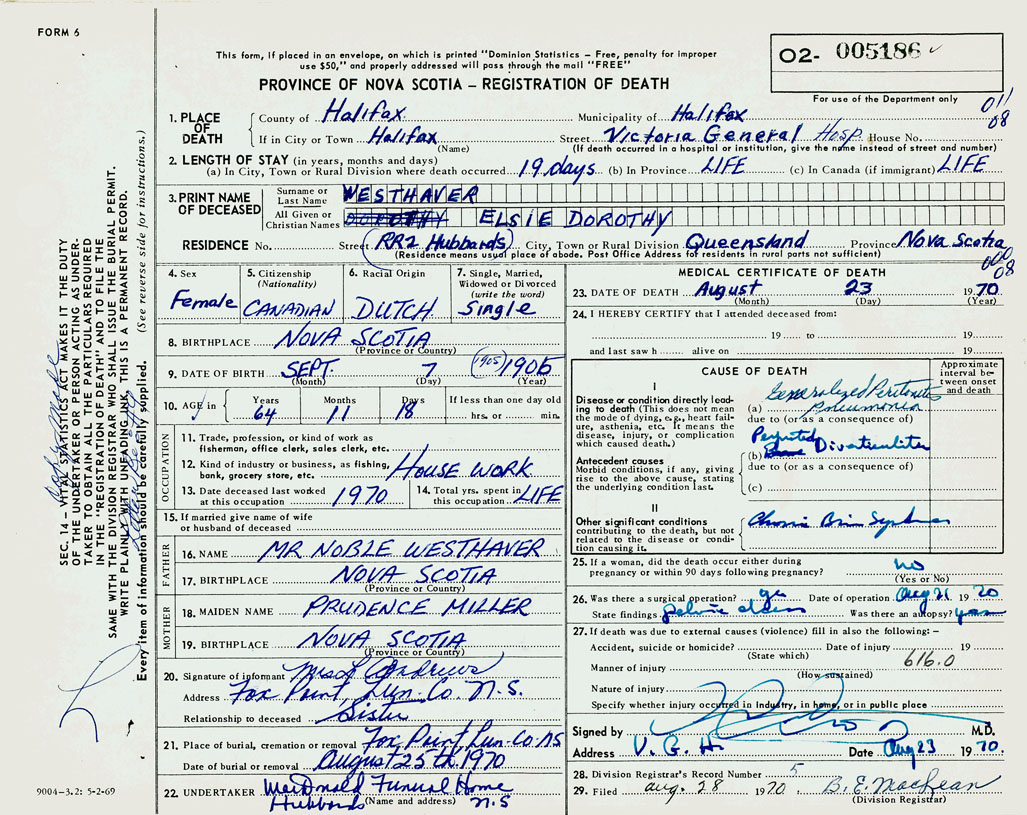 FORM 6
This form, if placed in an envelope, on which is printed "Dominion Statistics – Free, penalty for improper
use $50," and properly addressed will pass through the mail "FREE"
PROVINCE OF NOVA SCOTIA – REGISTRATION OF DEATH
O2- 005186
For use of the Department only
011
08
1. PLACE OF DEATH
County of Halifax Municipality of Halifax
If in City or Town Halifax Street Victoria General Hosp. House No.
(Name) (If death occurred in a hospital or institution, give the name instead of street and number)
2. LENGTH OF STAY (in years, months and days)
(a) In City, Town or Rural Division where death occurred 19 days (b) In Province LIFE (c) In Canada (if immigrant) LIFE
3. PRINT NAME OF DECEASED
Surname or Last Name WESTHAVER
All Given or Christian Names DOROTHY ELSIE DOROTHY
RESIDENCE No. Street (RR2 Hubbards) City, Town or Rural Division Queensland Province Nova Scotia
(Residence means usual place of abode. Post Office Address for residents in rural parts not sufficient)
000
08
4. Sex
Female
5. Citizenship
(Nationality)
CANADIAN
6. Racial Origin
DUTCH
7. Single, Married,
Widowed or Divorced
(write the word)
Single
8. BIRTHPLACE NOVA SCOTIA
(Province or Country)
9. DATE OF BIRTH SEPT. 7 (1905) 1905
(Month) (Day) (Year)
10. AGE in
Years Months Days If less than one day old
64 11 18 hrs. or min.
OCCUPATION
11. Trade, profession, or kind of work as
fisherman, office clerk, sales clerk, etc.
12. Kind of industry or business, as fishing,
bank, grocery store, etc. HOUSE WORK
13. Date deceased last worked
at this occupation 1970
14. Total yrs. spent in
this occupation LIFE
15. If married give name of wife
or husband of deceased
FATHER
16. NAME MR NOBLE WESTHAVER
17. BIRTHPLACE NOVA SCOTIA
(Province or Country)
MOTHER
18. MAIDEN NAME PRUDENCE MILLER
19. BIRTHPLACE NOVA SCOTIA
(Province or Country)
20. Signature of informant Andrews
Address Fox Point Lun. Co N.S.
Relationship to deceased Sister
21. Place of burial, cremation or removal Fox Point Lun. Co. NS
Date of burial or removal August 25th 1970
22. UNDERTAKER MacDonald Funeral Home
(Name and address) Hubbards N.S
MEDICAL CERTIFICATE OF DEATH
23. DATE OF DEATH August 23 1970
(Month) (Day) (Year)
24. I HEREBY CERTIFY that I attended deceased from:
19 to 19
and last saw h alive on 19
CAUSE OF DEATH
Approximate interval between onset and death
I
Disease or condition directly leading to death (This does not mean the mode of dying, e.g., heart failure, asthenia, etc. It means the disease, injury, or complication which caused death.)
(a) Generalized Peritonitis
Pneumonia
due to (or as a consequence of)
Perforated
(b) Diverticulitis
due to (or as a consequence of)
Antecedent causes
Morbid conditions, if any, giving rise to the above cause, stating the underlying condition last.
(c)
II
Other significant conditions contributing to the death, but not related to the disease or condition causing it.
Chronic Brain Syndrome
25. If a woman, did the death occur either during
pregnancy or within 90 days following pregnancy? no
(Yes or No)
26. Was there a surgical operation? Date of operation Aug 21 1970
State findings pelvic Was there an autopsy?
27. If death was due to external causes (violence) fill in also the following: –
Accident, suicide or homicide? Date of injury 19
(State which)
616.0
Manner of injury
(How sustained)
Nature of injury
Specify whether injury occurred in Industry, in home, or in public place
Signed by M.D.
Address V. G. H. Date Aug 23 1970.
28. Division Registrar's Record Number 5
29. Filed aug. 28 1970 B. E. MacLean
(Division Registrar)
SEC. 14 – VITAL STATISTICS ACT MAKES IT THE DUTY
OF THE UNDERTAKER OR PERSON ACTING AS UNDERTAKER
TO OBTAIN ALL THE PARTICULARS REQUIRED
IN THE "REGISTRATION OF DEATH" AND TO FILE THE
SAME WITH THE DIVISION REGISTRAR WHO SHALL ISSUE THE BURIAL PERMIT.
WRITE PLAINLY WITH UNFADING INK, THIS IS A PERMANENT RECORD.
Every item of information should be carefully supplied. (See reverse side for instructions.)
9004–3.2: 5-2-69